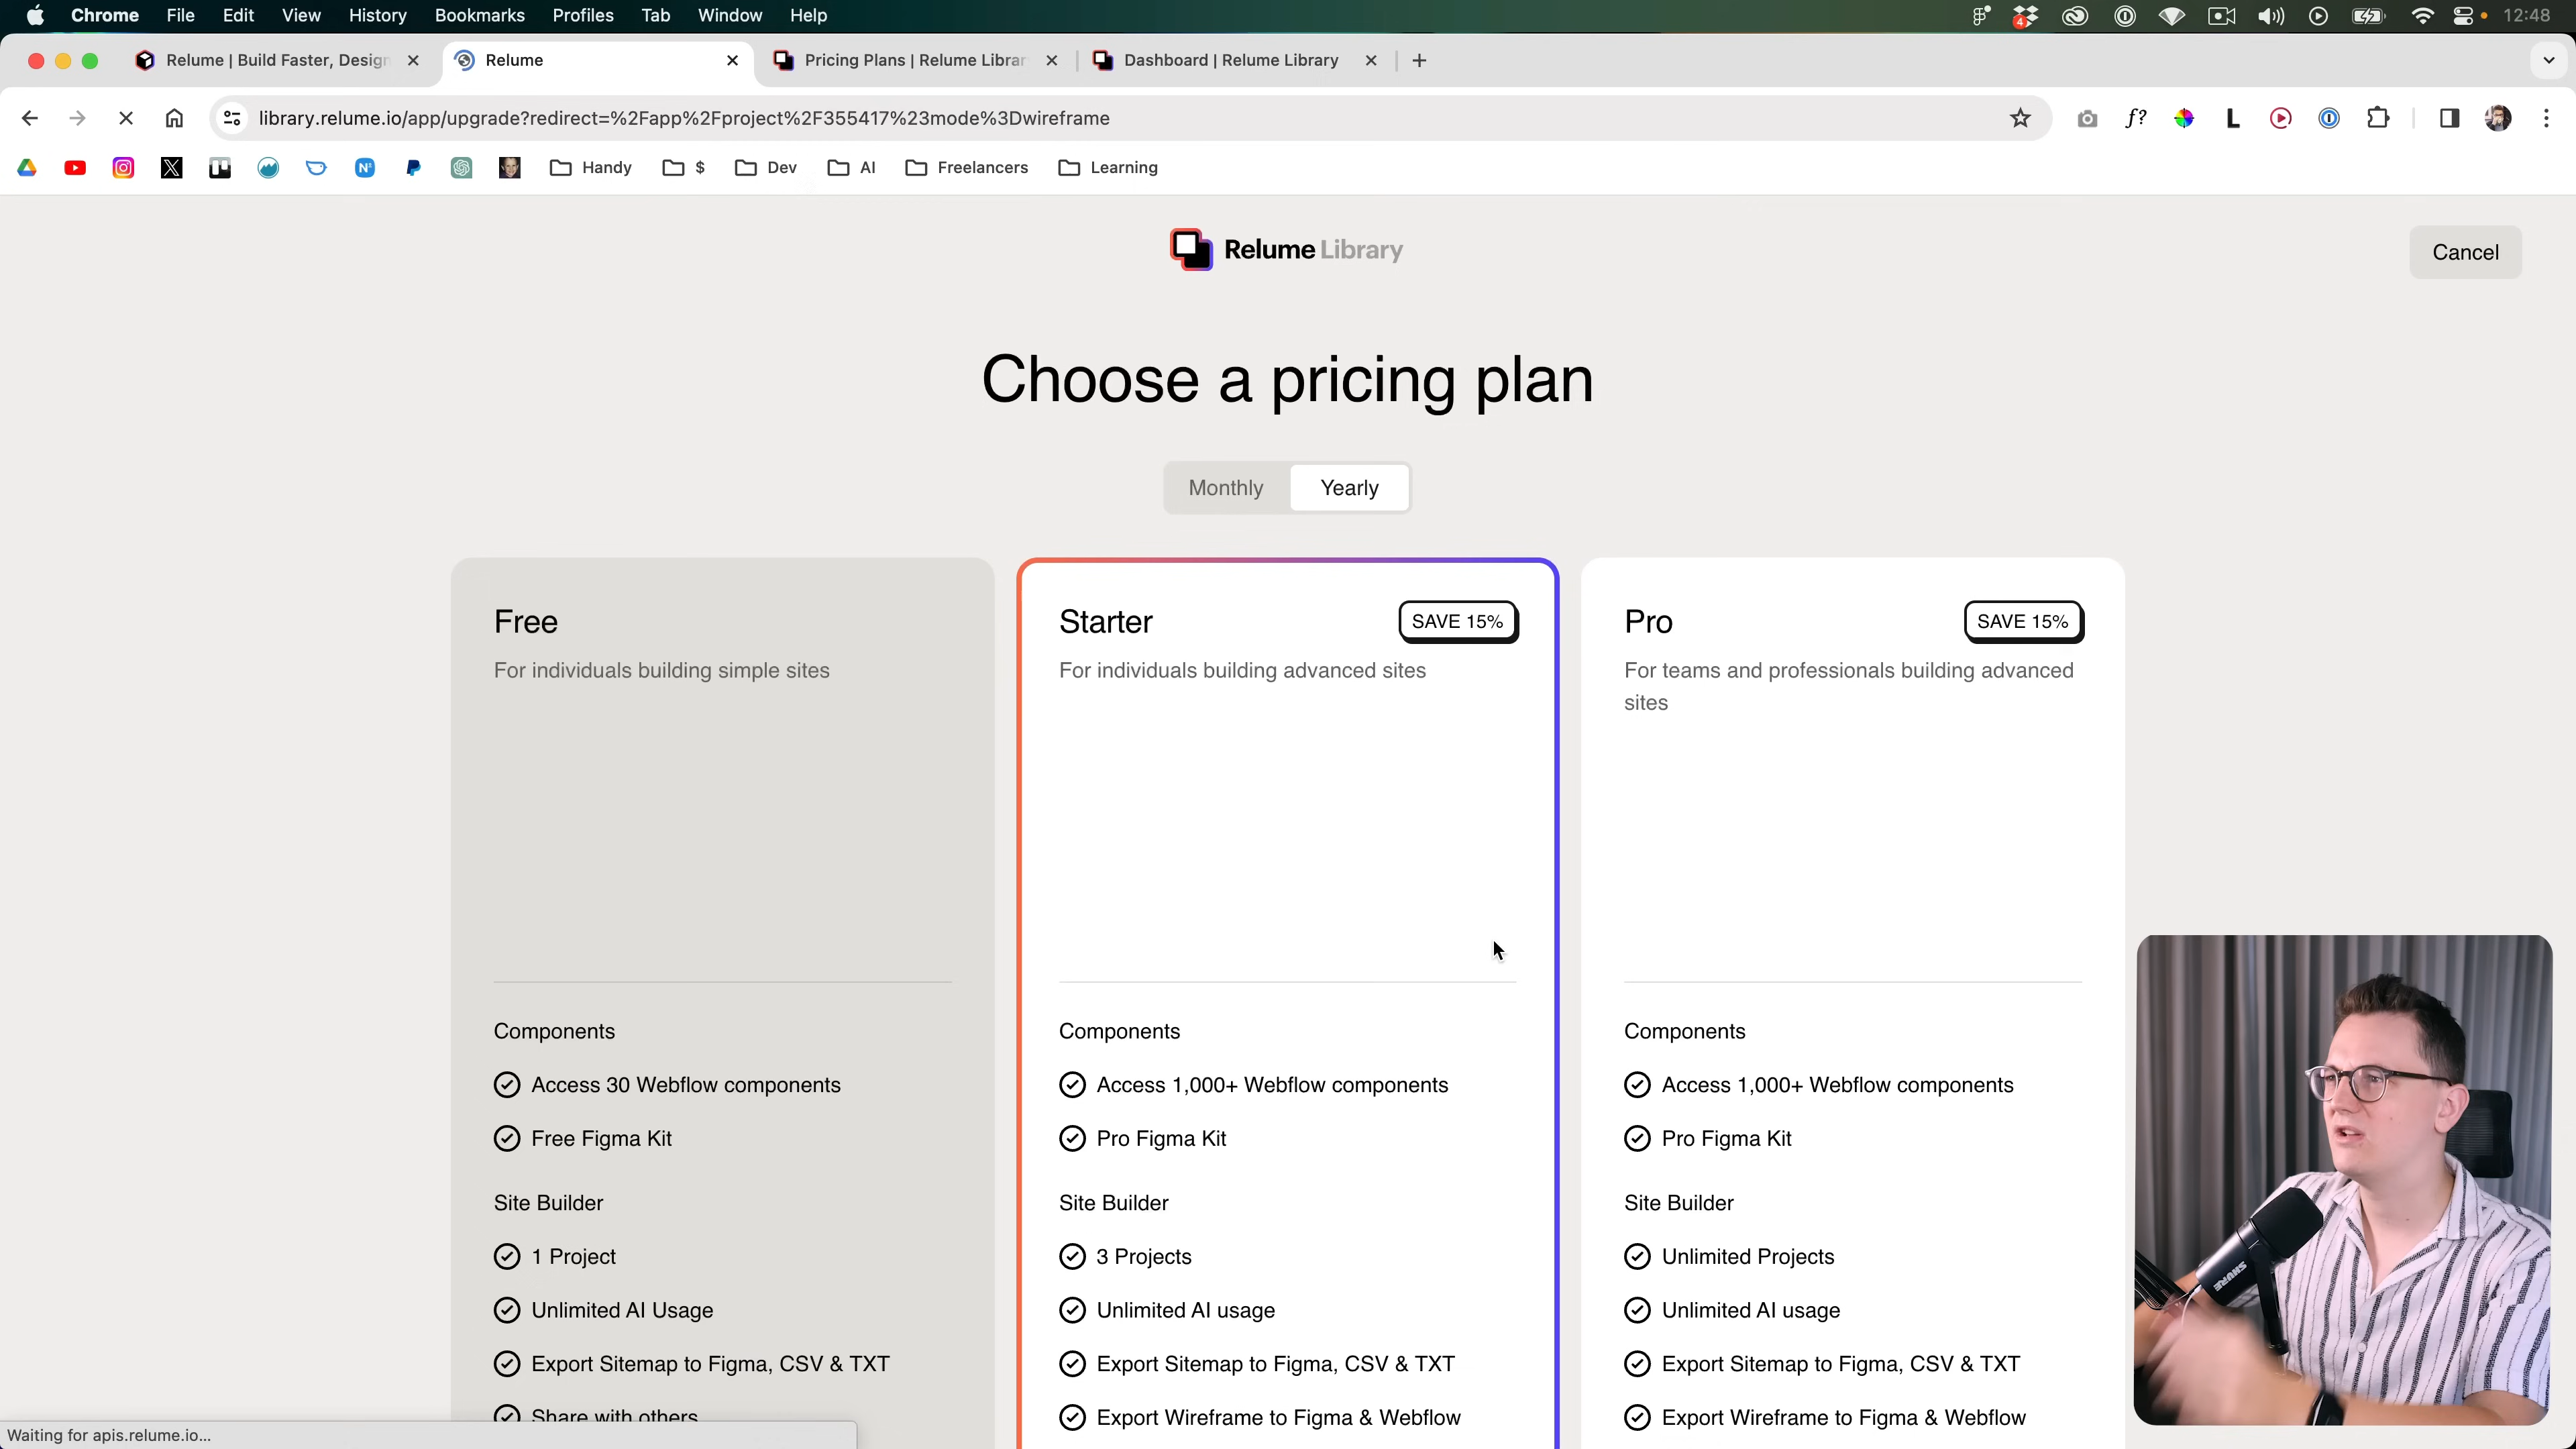 Chrome File Edit View History Bookmarks Profiles Tab Window Help 4 12:48
Relume | Build Faster, Design Relume Pricing Plans | Relume Librar Dashboard | Relume Library
library.relume.io/app/upgrade?redirect=%2Fapp%2Fproject%2F355417%23mode%3Dwireframe f? L
Handy $ Dev AI Freelancers Learning
Relume Library
Cancel
Choose a pricing plan
Monthly Yearly
Free
For individuals building simple sites
Components
Access 30 Webflow components
Free Figma Kit
Site Builder
1 Project
Unlimited AI Usage
Export Sitemap to Figma, CSV & TXT
Share with others
Starter SAVE 15%
For individuals building advanced sites
Components
Access 1,000+ Webflow components
Pro Figma Kit
Site Builder
3 Projects
Unlimited AI usage
Export Sitemap to Figma, CSV & TXT
Export Wireframe to Figma & Webflow
Pro SAVE 15%
For teams and professionals building advanced
sites
Components
Access 1,000+ Webflow components
Pro Figma Kit
Site Builder
Unlimited Projects
Unlimited AI usage
Export Sitemap to Figma, CSV & TXT
Export Wireframe to Figma & Webflow
SHURE
Waiting for apis.relume.io...